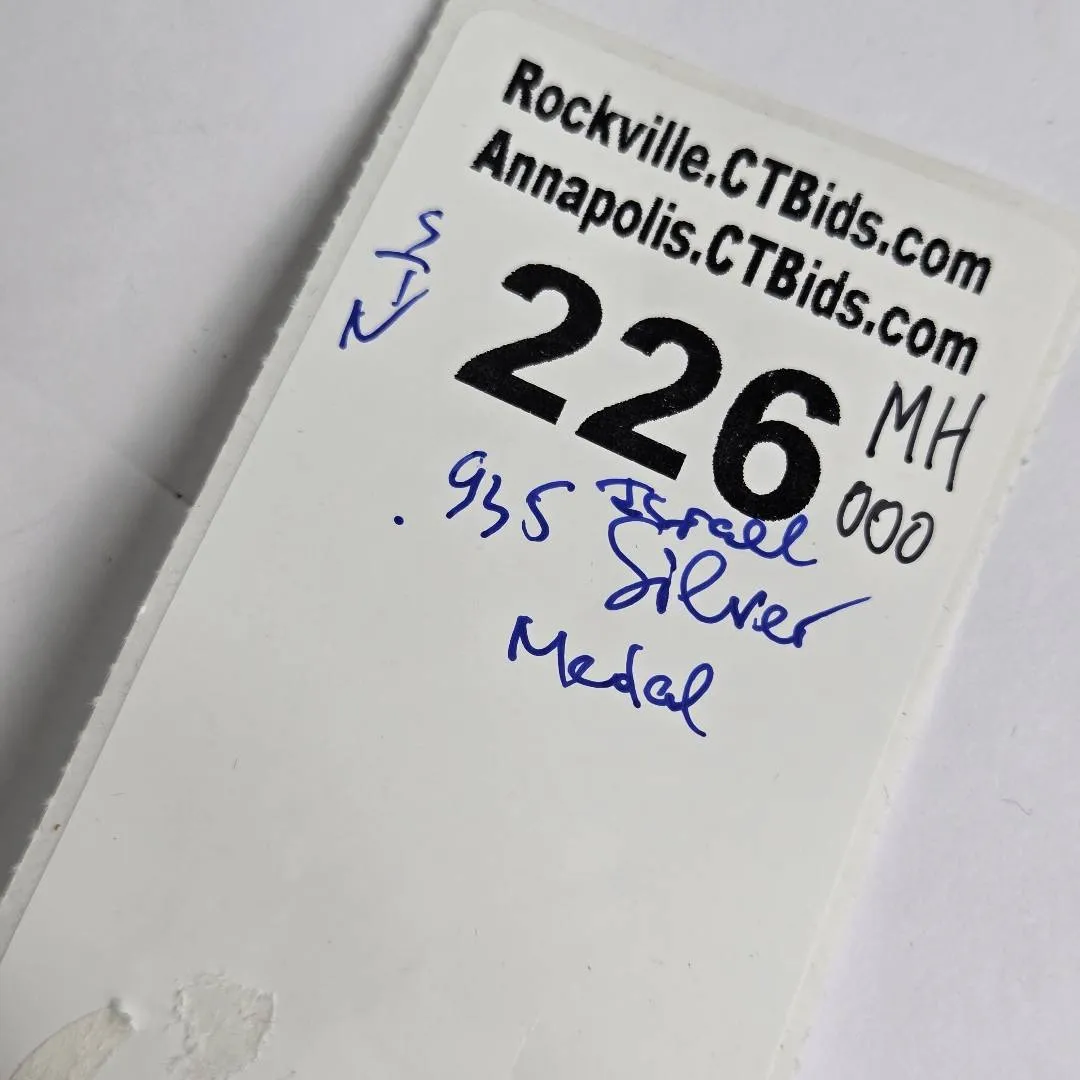 Rockville.CTBids.com
Annapolis.CTBids.com
226
MH
000
.935 Israel
Silver
Medal